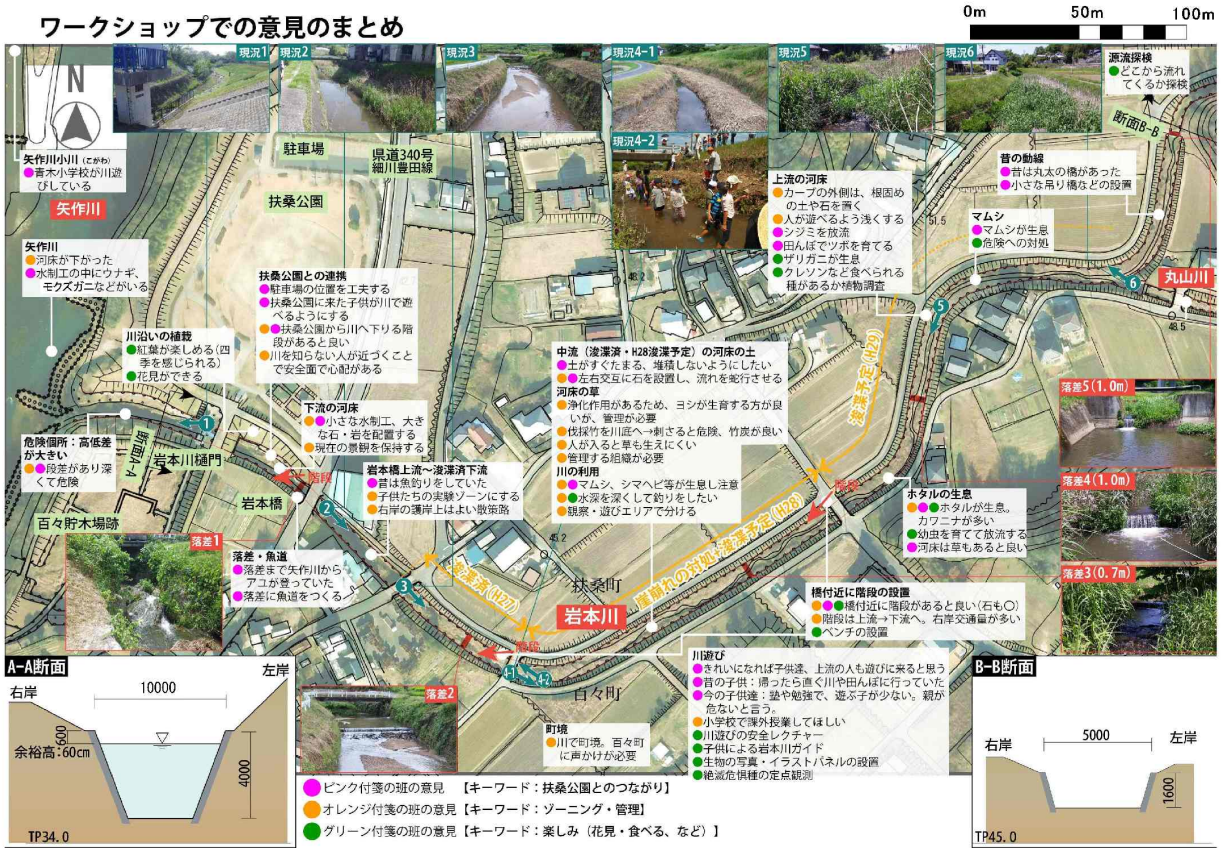 ワークショップでの意見のまとめ
0m 50m 100m
現況1
現況2
現況3
現況4-1
現況4-2
現況5
現況6
N
源流探検
●どこから流れ
てくるか探検
断面B-B
矢作川小川(こがわ)
●青木小学校が川遊
びしている
矢作川
駐車場
県道340号
細川豊田線
扶桑公園
昔の動線
●昔は丸太の橋があった
●小さな吊り橋などの設置
上流の河床
●カーブの外側は、根固め
の土や石を置く
●人が遊べるよう浅くする
●シジミを放流
●田んぼでツボを育てる
●ザリガニが生息
●クレソンなど食べられる
種があるか植物調査
51.5
マムシ
●マムシが生息
●危険への対処
丸山川
矢作川
●河床が下がった
●水制工の中にウナギ、
モクズガニなどがいる
扶桑公園との連携
●駐車場の位置を工夫する
●扶桑公園に来た子供が川で遊
べるようにする
●●扶桑公園から川へ下りる階
段があると良い
●川を知らない人が近づくこと
で安全面で心配がある
48.2
6
5
48.5
川沿いの植栽
●紅葉が楽しめる(四
季を感じられる)
●花見ができる
中流(浚渫済・H28浚渫予定)の河床の土
●土がすぐたまる、堆積しないようにしたい
●●左右交互に石を設置し、流れを蛇行させる
河床の草
●浄化作用があるため、ヨシが生育する方が良
いが、管理が必要
●伐採竹を川底へ→刺さると危険、竹炭が良い
●人が入ると草も生えにくい
●管理する組織が必要
川の利用
●●マムシ、シマヘビ等が生息し注意
●●水深を深くして釣りをしたい
●観察・遊びエリアで分ける
浚渫予定(H29)
落差5(1.0m)
下流の河床
●●小さな水制工、大き
な石・岩を配置する
●現在の景観を保持する
1
危険個所:高低差
が大きい
●●段差があり深
くて危険
断面A-A
岩本川樋門
階段
岩本橋
岩本橋上流~浚渫済下流
●昔は魚釣りをしていた
●子供たちの実験ゾーンにする
●右岸の護岸上はよい散策路
落差4(1.0m)
階段
ホタルの生息
●●●ホタルが生息。
カワニナが多い
●幼虫を育てて放流する
●河床は草もあると良い
百々貯木場跡
2
落差1
落差・魚道
●落差まで矢作川から
アユが登っていた
●落差に魚道をつくる
45.2
崖崩れの対処+浚渫予定(H28)
浚渫済(H27)
3
扶桑町
岩本川
落差3(0.7m)
橋付近に階段の設置
●●●橋付近に階段があると良い(石も○)
●階段は上流→下流へ。右岸交通量が多い
●ベンチの設置
階段
4-1
4-2
百々町
川遊び
●きれいになれば子供達、上流の人も遊びに来ると思う
●昔の子供:帰ったら直ぐ川や田んぼに行っていた
●今の子供達:塾や勉強で、遊ぶ子が少ない。親が
危ないと言う。
●小学校で課外授業してほしい
●川遊びの安全レクチャー
●子供による岩本川ガイド
●生物の写真・イラストパネルの設置
●絶滅危惧種の定点観測
落差2
町境
●川で町境。百々町
に声かけが必要
A-A断面
右岸 10000 左岸
600
余裕高:60cm
4000
TP34.0
B-B断面
右岸 5000 左岸
1600
TP45.0
●ピンク付箋の班の意見 【キーワード:扶桑公園とのつながり】
●オレンジ付箋の班の意見 【キーワード:ゾーニング・管理】
●グリーン付箋の班の意見 【キーワード:楽しみ(花見・食べる、など)】